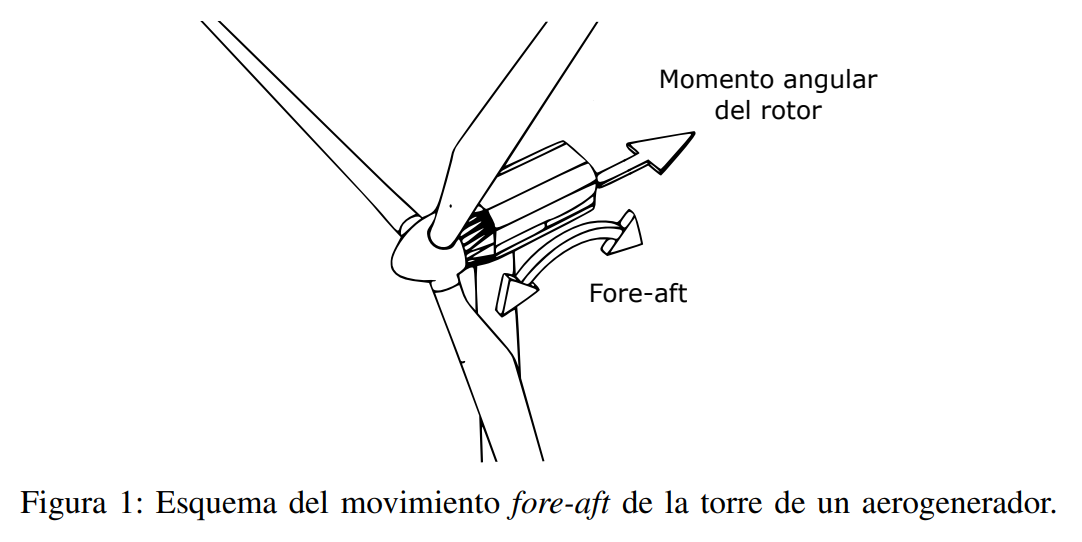 Momento angular
del rotor
Fore-aft
Figura 1: Esquema del movimiento fore-aft de la torre de un aerogenerador.